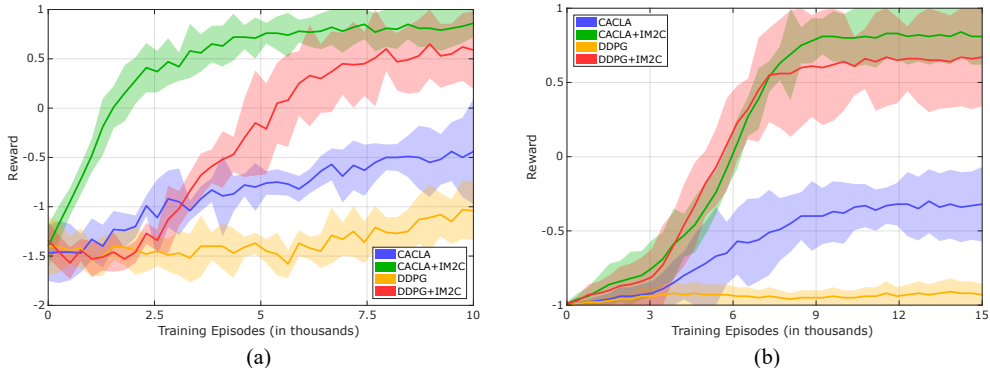 1
0.5
0
-0.5
-1
-1.5
-2
Reward
0
2.5
5
7.5
10
Training Episodes (in thousands)
CACLA
CACLA+IM2C
DDPG
DDPG+IM2C
(a)
1
0.5
0
-0.5
-1
Reward
0
3
6
9
12
15
Training Episodes (in thousands)
CACLA
CACLA+IM2C
DDPG
DDPG+IM2C
(b)